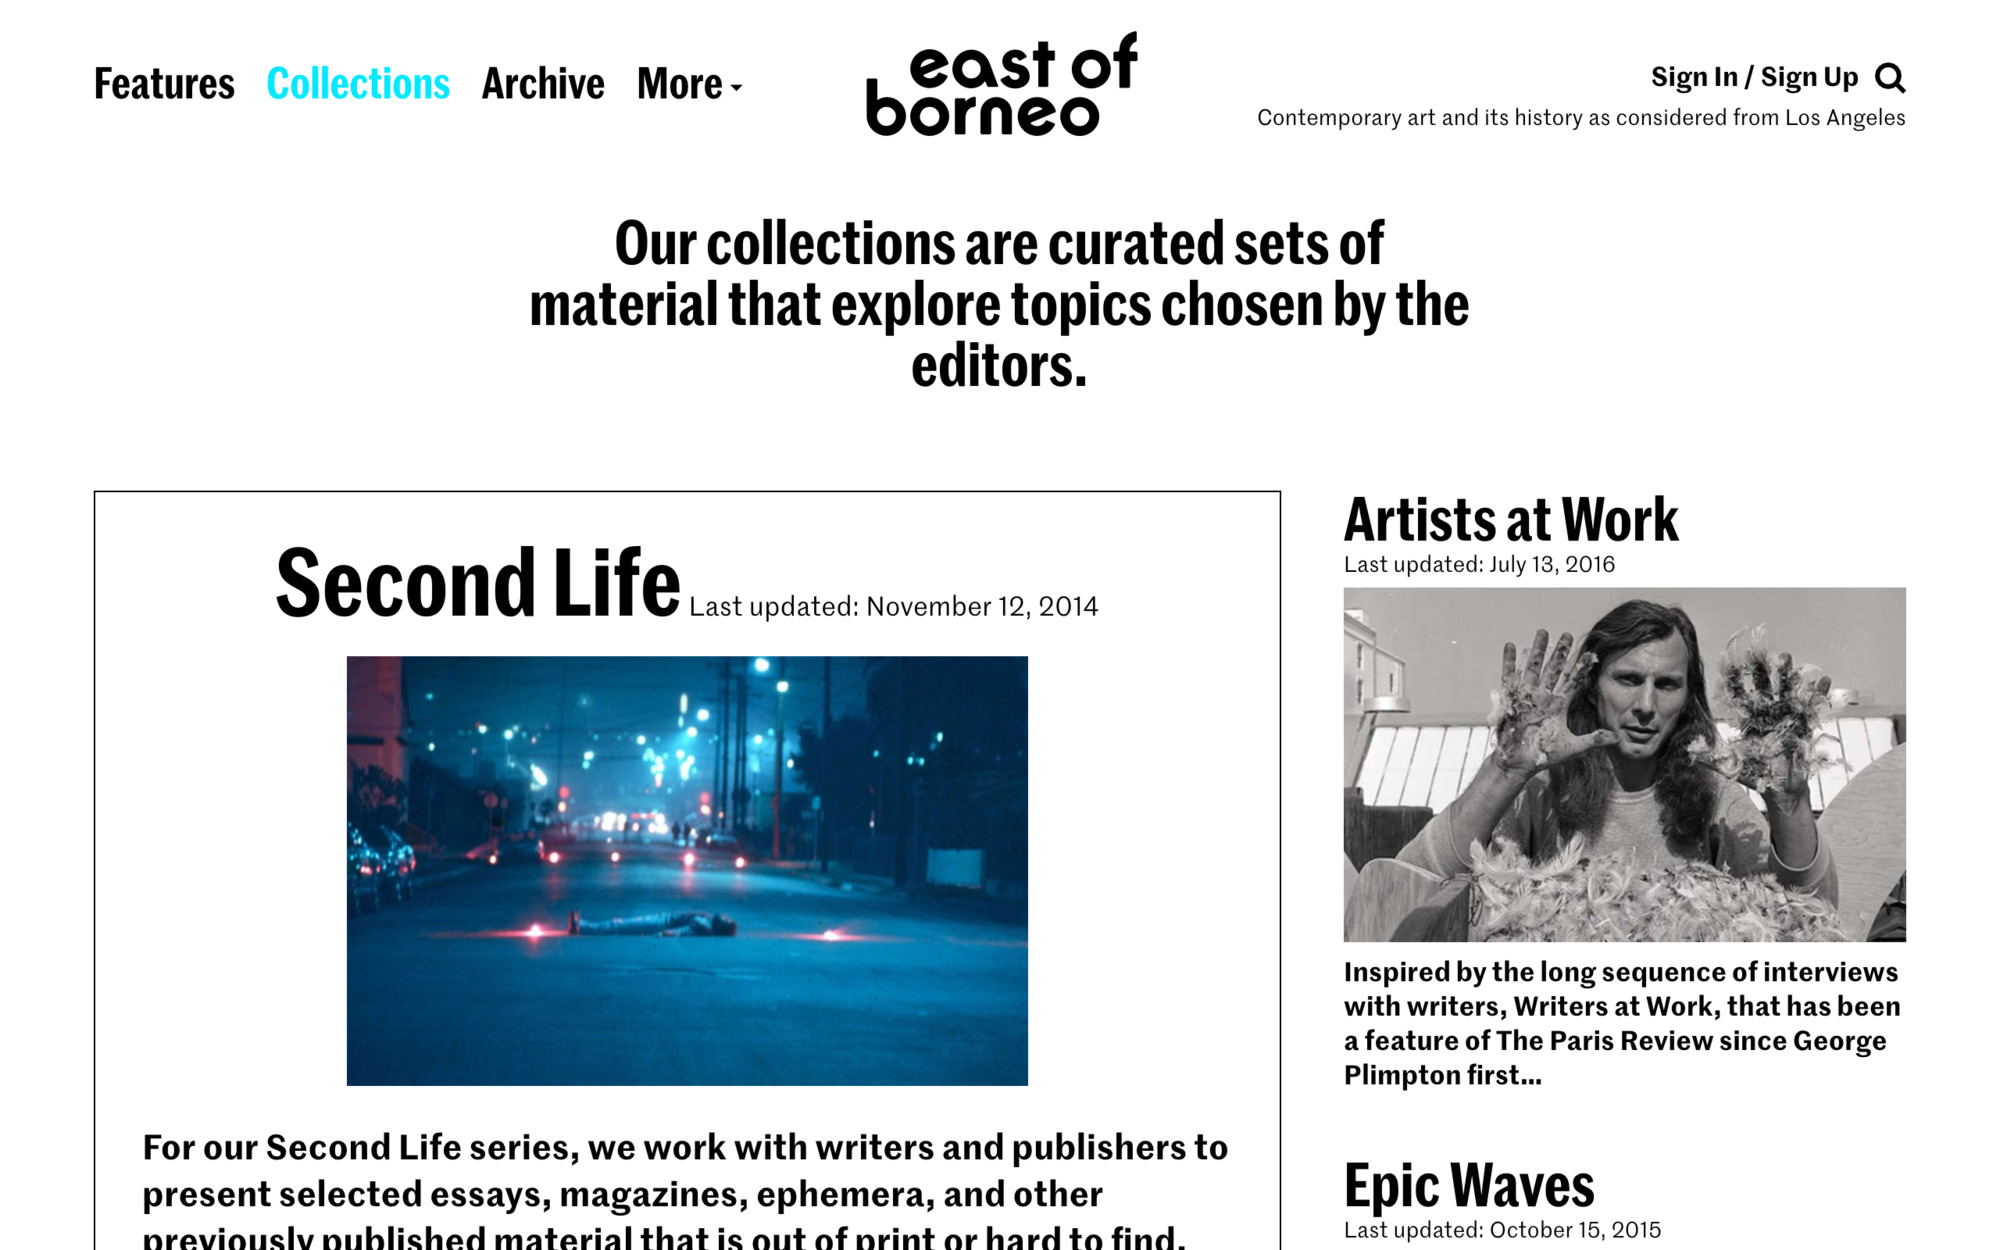 Features Collections Archive More
east of
borneo
Sign In / Sign Up
Contemporary art and its history as considered from Los Angeles
Our collections are curated sets of
material that explore topics chosen by the
editors.
Second Life Last updated: November 12, 2014
For our Second Life series, we work with writers and publishers to
present selected essays, magazines, ephemera, and other
previously published material that is out of print or hard to find.
Artists at Work
Last updated: July 13, 2016
Inspired by the long sequence of interviews
with writers, Writers at Work, that has been
a feature of The Paris Review since George
Plimpton first...
Epic Waves
Last updated: October 15, 2015